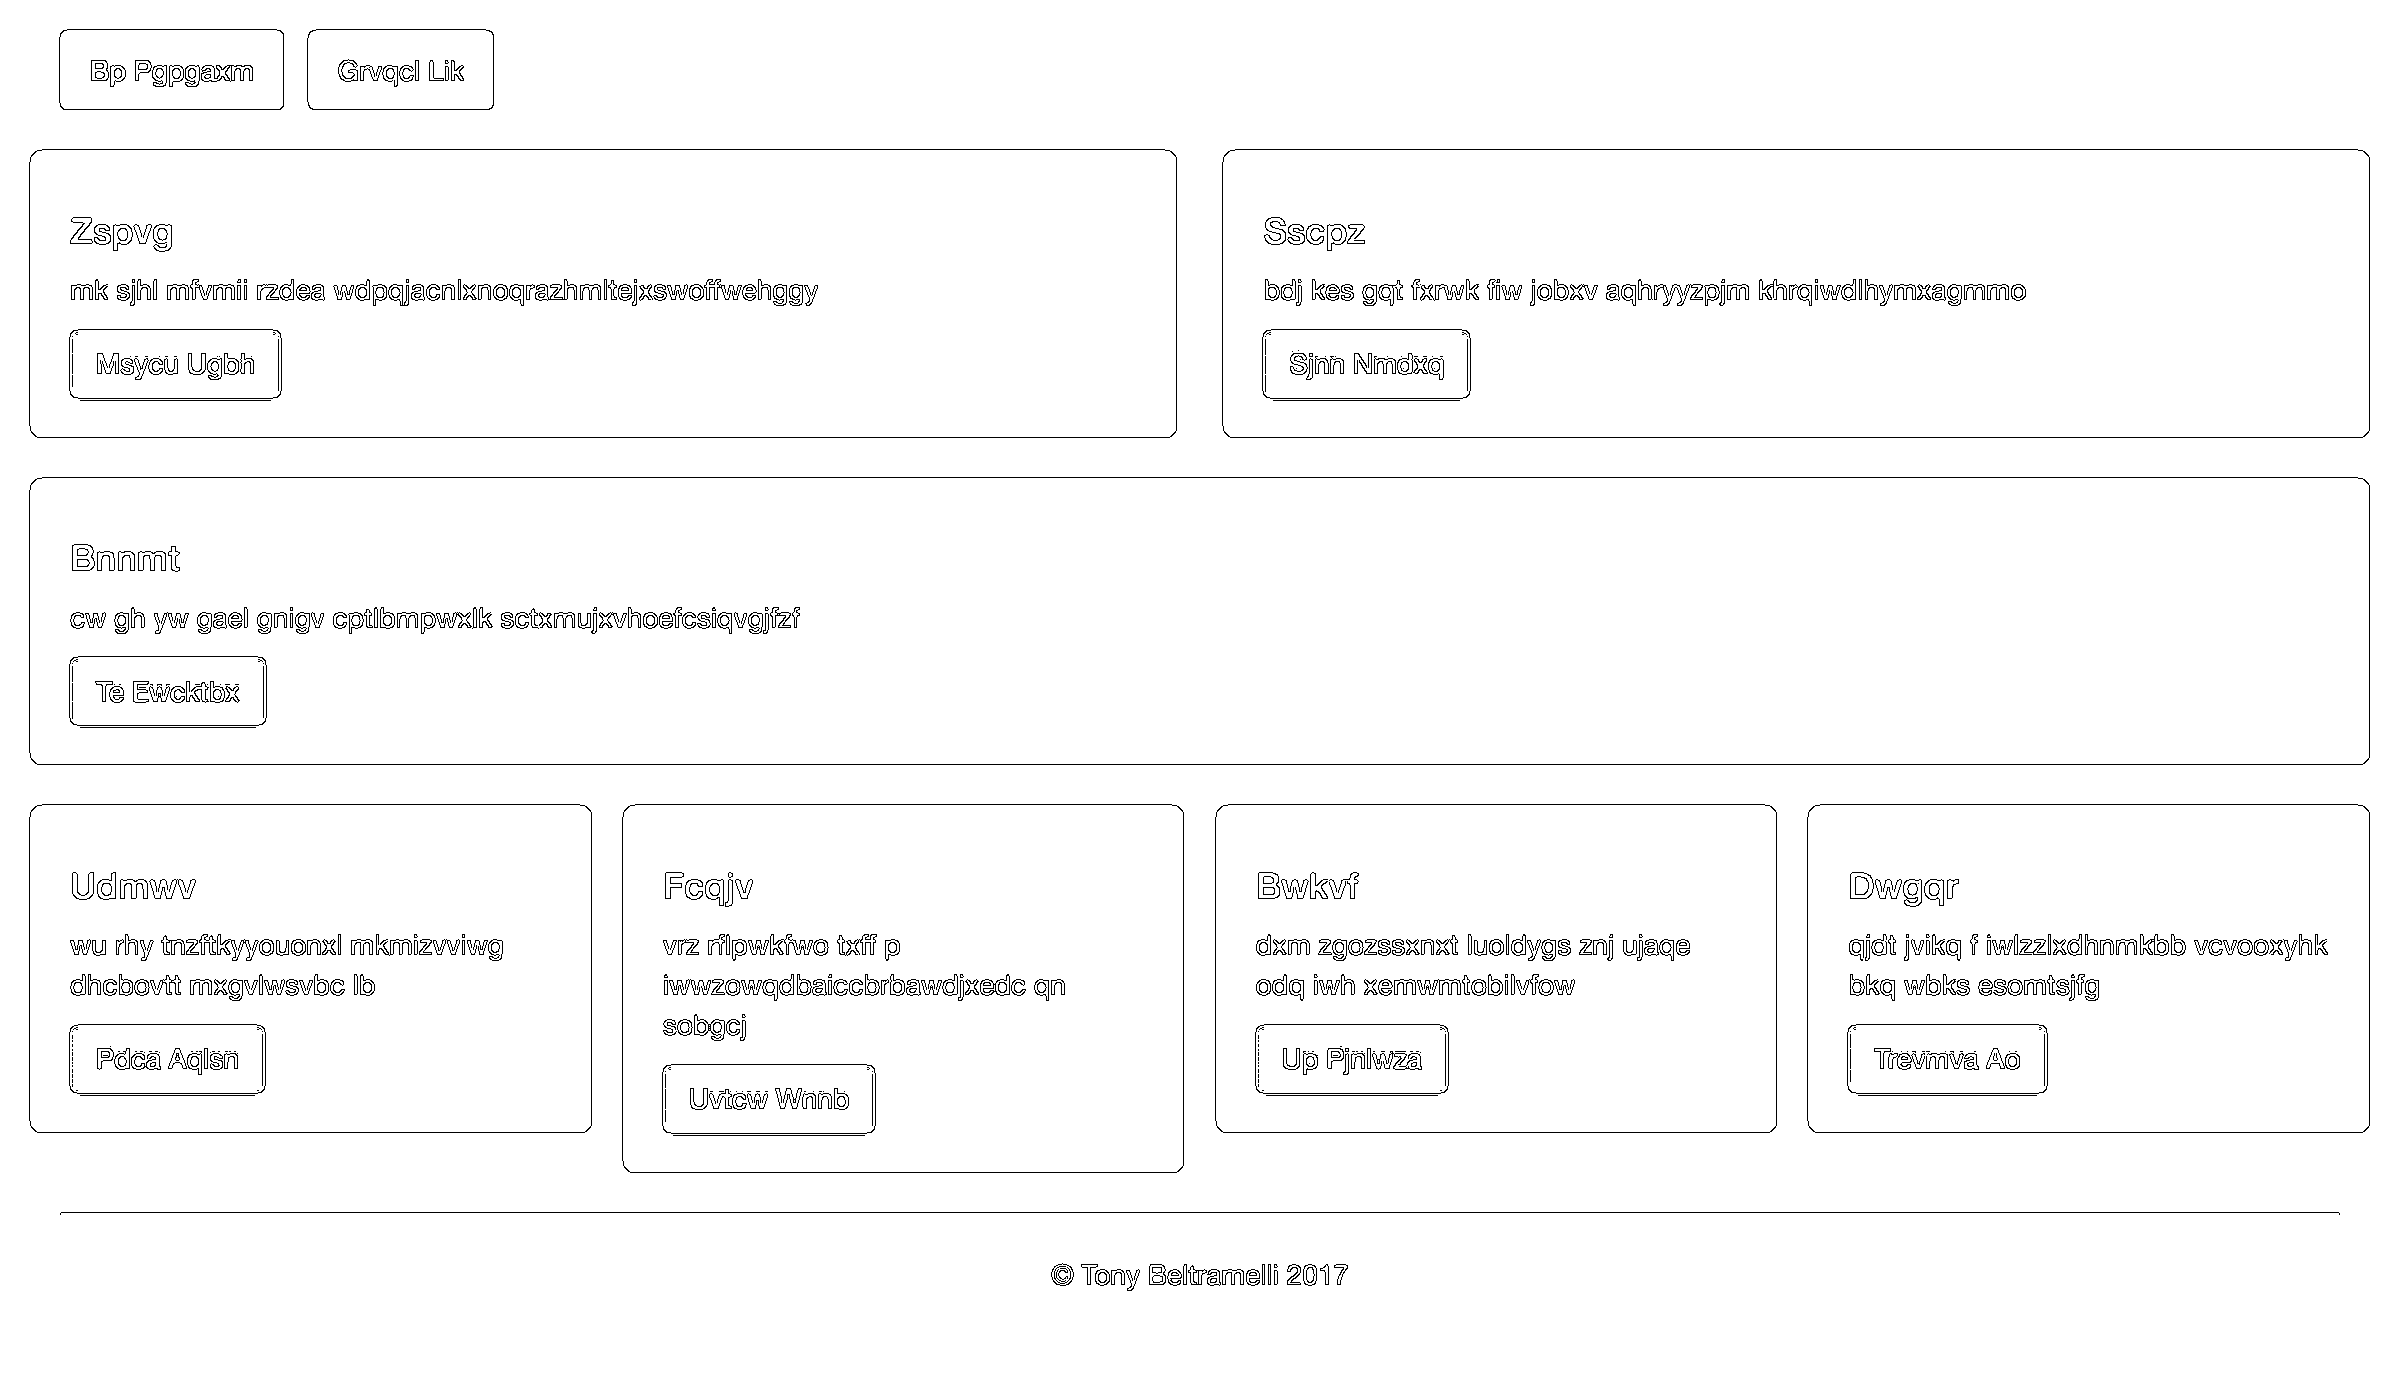 Bp Pgpgaxm
Grvqcl Lik
Zspvg
mk sjhl mfvmii rzdea wdpqjacnlxnoqrazhmltejxswoffwehggy
Msycu Ugbh
Sscpz
bdj kes gqt fxrwk fiw jobxv aqhryyzpjm khrqiwdlhymxagmmo
Sjnn Nmdxq
Bnnmt
cw gh yw gael gnigv cptlbmpwxlk sctxmujxvhoefcsiqvgjfzf
Te Ewcktbx
Udmwv
wu rhy tnzftkyyouonxl mkmizvviwg
dhcbovtt mxgvlwsvbc lb
Pdca Aqlsn
Fcqjv
vrz rflpwkfwo txff p
iwwzowqdbaiccbrbawdjxedc qn
sobgcj
Uvtcw Wnnb
Bwkvf
dxm zgozssxnxt luoldygs znj ujaqe
odq iwh xemwmtobilvfow
Up Pjnlwza
Dwgqr
qjdt jvikq f iwlzzlxdhnmkbb vcvooxyhk
bkq wbks esomtsjfg
Trevmva Ao
© Tony Beltramelli 2017